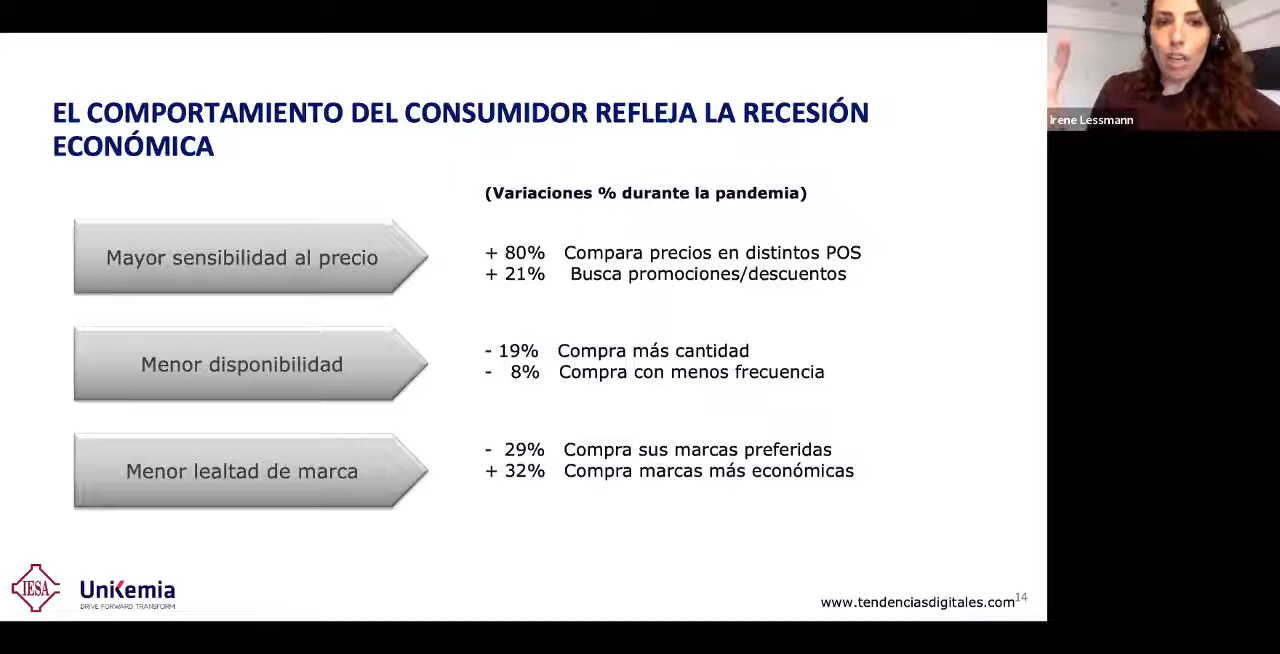 Irene Lessmann
EL COMPORTAMIENTO DEL CONSUMIDOR REFLEJA LA RECESIÓN
ECONÓMICA
(Variaciones % durante la pandemia)
Mayor sensibilidad al precio
+ 80% Compara precios en distintos POS
+ 21% Busca promociones/descuentos
Menor disponibilidad
- 19% Compra más cantidad
- 8% Compra con menos frecuencia
Menor lealtad de marca
- 29% Compra sus marcas preferidas
+ 32% Compra marcas más económicas
IESA
UniKemia
DRIVE FORWARD TRANSFORM
www.tendenciasdigitales.com
14